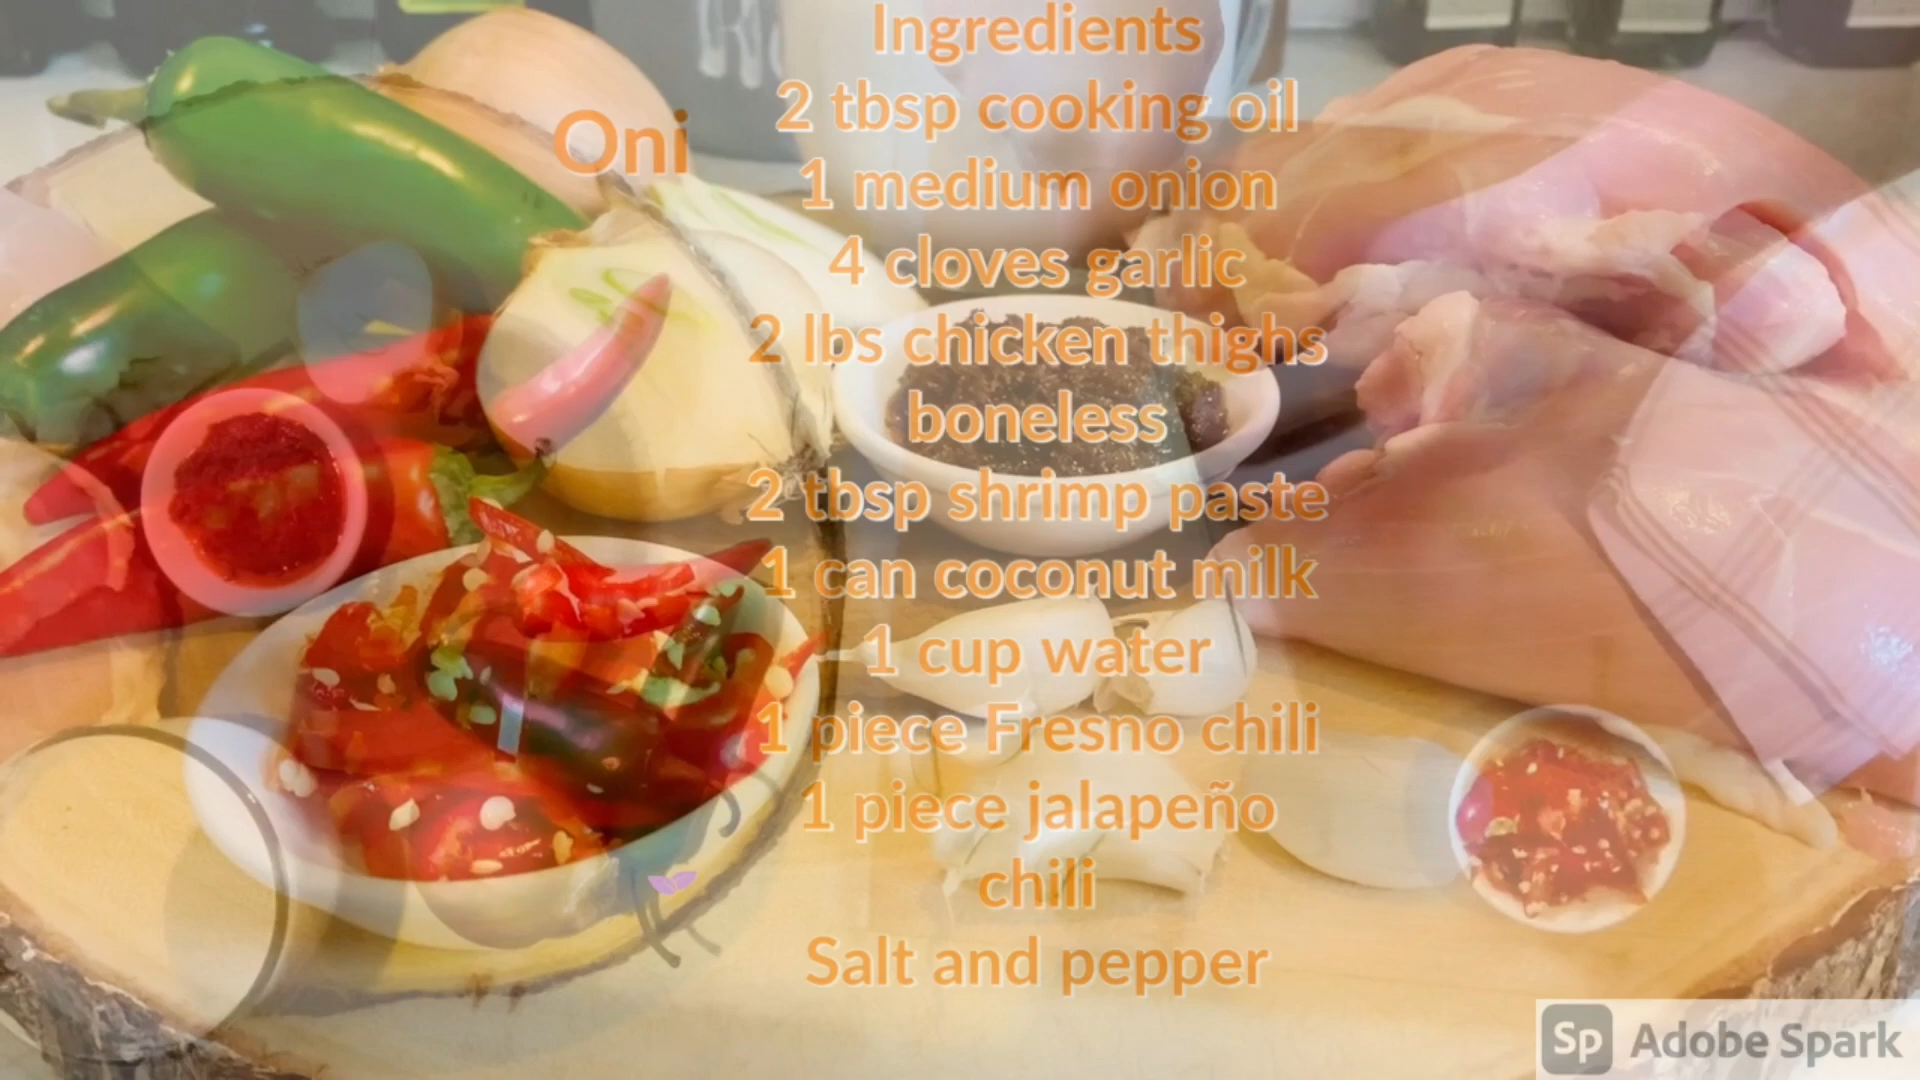 Ingredients
2 tbsp cooking oil
Oni
1 medium onion
4 cloves garlic
2 lbs chicken thighs
boneless
2 tbsp shrimp paste
1 can coconut milk
1 cup water
1 piece Fresno chili
1 piece jalapeño
chili
Salt and pepper
Sp Adobe Spark